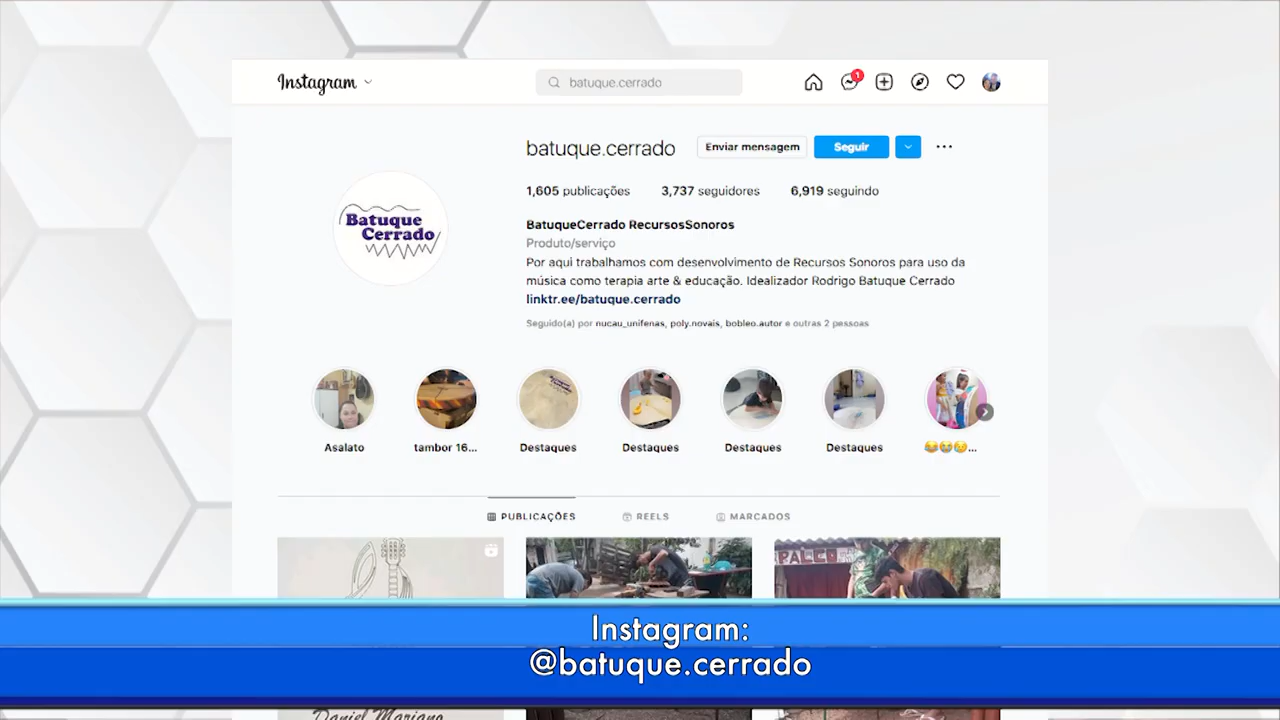 Instagram
batuque.cerrado
1
batuque.cerrado
Enviar mensagem
Seguir
1,605 publicações
3,737 seguidores
6,919 seguindo
Batuque
Cerrado
BatuqueCerrado RecursosSonoros
Produto/serviço
Por aqui trabalhamos com desenvolvimento de Recursos Sonoros para uso da
música como terapia arte & educação. Idealizador Rodrigo Batuque Cerrado
linktr.ee/batuque.cerrado
Seguido(a) por nucau_unifenas, poly.novais, bobleo.autor e outras 2 pessoas
Asalato
tambor 16...
Destaques
Destaques
Destaques
Destaques
😂😭😥...
PUBLICAÇÕES
REELS
MARCADOS
PALCO
Instagram:
@batuque.cerrado
Daniel Mariano